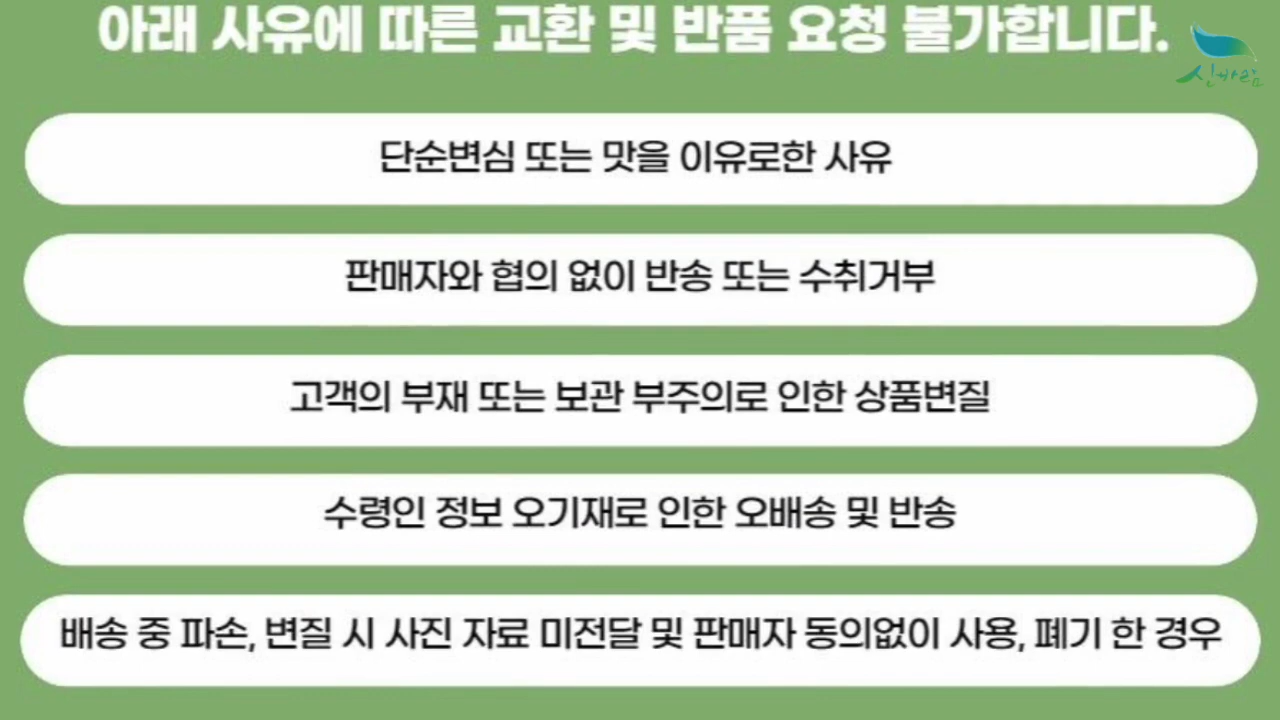 아래 사유에 따른 교환 및 반품 요청 불가합니다.
신바람
단순변심 또는 맛을 이유로한 사유
판매자와 협의 없이 반송 또는 수취거부
고객의 부재 또는 보관 부주의로 인한 상품변질
수령인 정보 오기재로 인한 오배송 및 반송
배송 중 파손, 변질 시 사진 자료 미전달 및 판매자 동의없이 사용, 폐기 한 경우